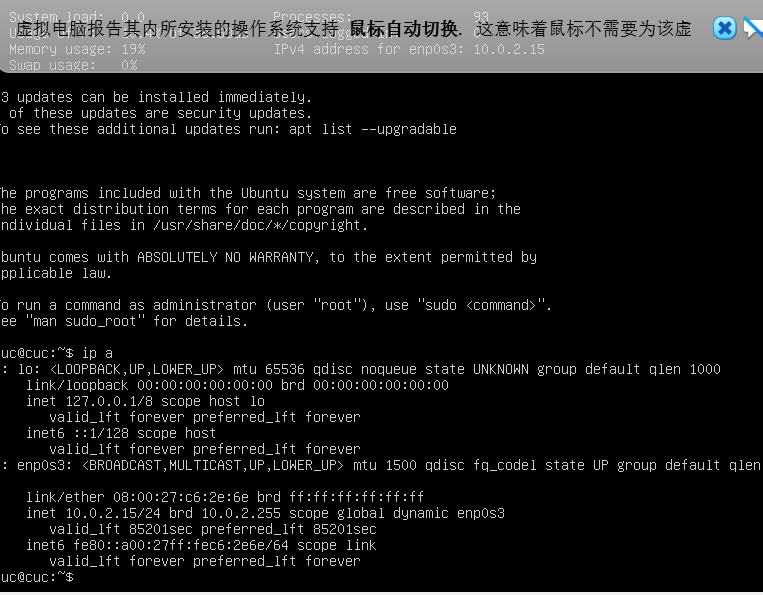 System load: 0.0 Processes: 93
虚拟电脑报告其内所安装的操作系统支持 鼠标自动切换. 这意味着鼠标不需要为该虚
Memory usage: 19% IPv4 address for enp0s3: 10.0.2.15
Swap usage: 0%
3 updates can be installed immediately.
of these updates are security updates.
o see these additional updates run: apt list --upgradable
he programs included with the Ubuntu system are free software;
he exact distribution terms for each program are described in the
ndividual files in /usr/share/doc/*/copyright.
buntu comes with ABSOLUTELY NO WARRANTY, to the extent permitted by
pplicable law.
o run a command as administrator (user "root"), use "sudo <command>".
ee "man sudo_root" for details.
uc@cuc:~$ ip a
: lo: <LOOPBACK,UP,LOWER_UP> mtu 65536 qdisc noqueue state UNKNOWN group default qlen 1000
link/loopback 00:00:00:00:00:00 brd 00:00:00:00:00:00
inet 127.0.0.1/8 scope host lo
valid_lft forever preferred_lft forever
inet6 ::1/128 scope host
valid_lft forever preferred_lft forever
: enp0s3: <BROADCAST,MULTICAST,UP,LOWER_UP> mtu 1500 qdisc fq_codel state UP group default qlen
link/ether 08:00:27:c6:2e:6e brd ff:ff:ff:ff:ff:ff
inet 10.0.2.15/24 brd 10.0.2.255 scope global dynamic enp0s3
valid_lft 85201sec preferred_lft 85201sec
inet6 fe80::a00:27ff:fec6:2e6e/64 scope link
valid_lft forever preferred_lft forever
uc@cuc:~$